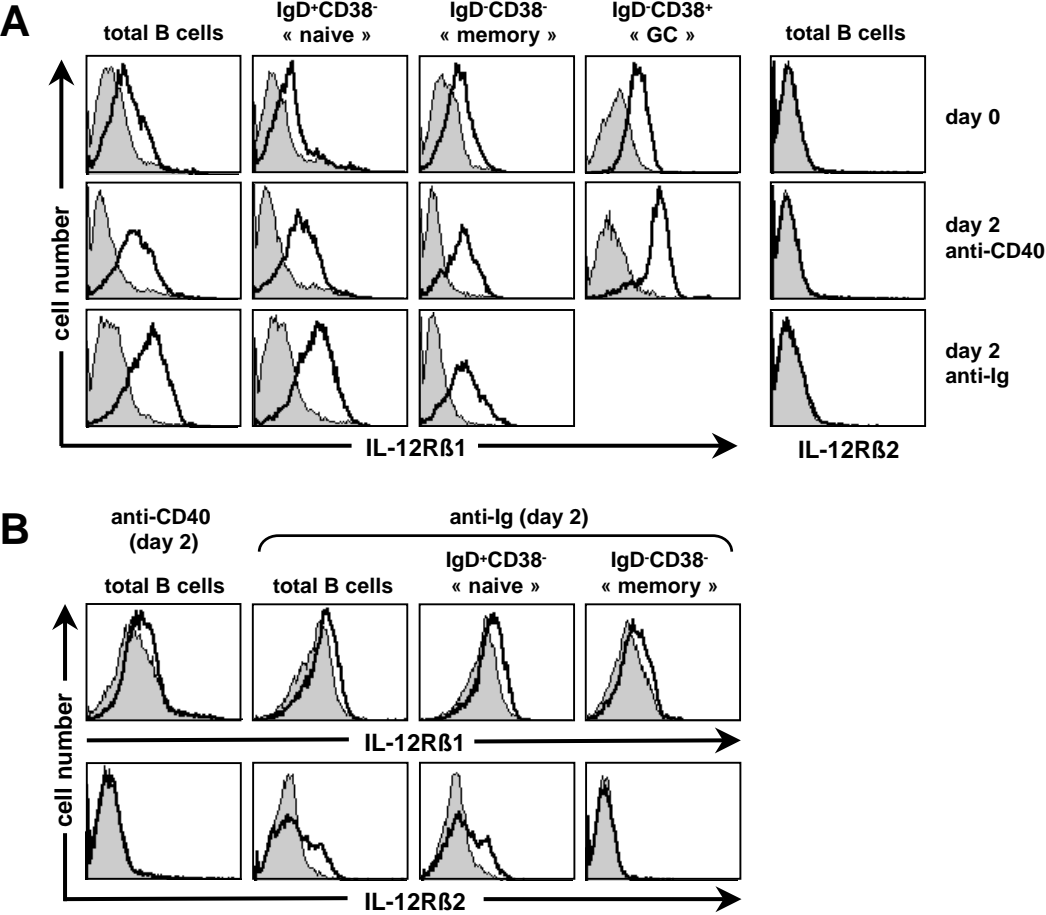 A
total B cells
IgD⁺CD38⁻
« naive »
IgD⁻CD38⁻
« memory »
IgD⁻CD38⁺
« GC »
total B cells
day 0
day 2
anti-CD40
day 2
anti-Ig
cell number
IL-12Rß1
IL-12Rß2
B
anti-CD40
(day 2)
anti-Ig (day 2)
total B cells
total B cells
IgD⁺CD38⁻
« naive »
IgD⁻CD38⁻
« memory »
cell number
IL-12Rß1
IL-12Rß2